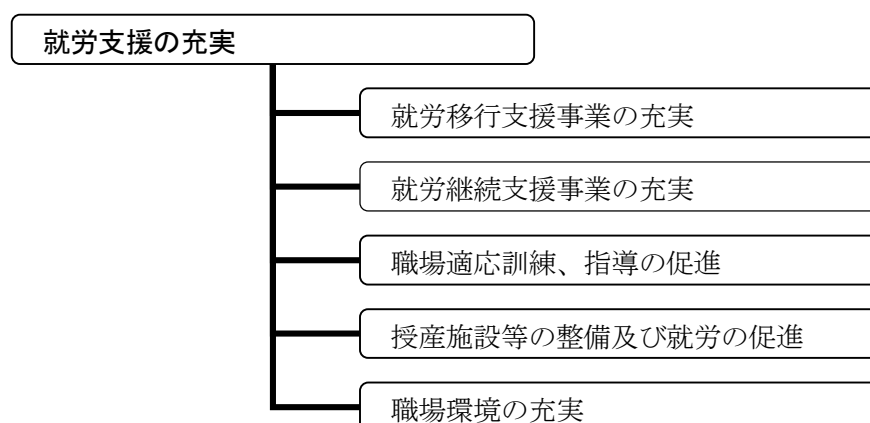 就労支援の充実
就労移行支援事業の充実
就労継続支援事業の充実
職場適応訓練、指導の促進
授産施設等の整備及び就労の促進
職場環境の充実